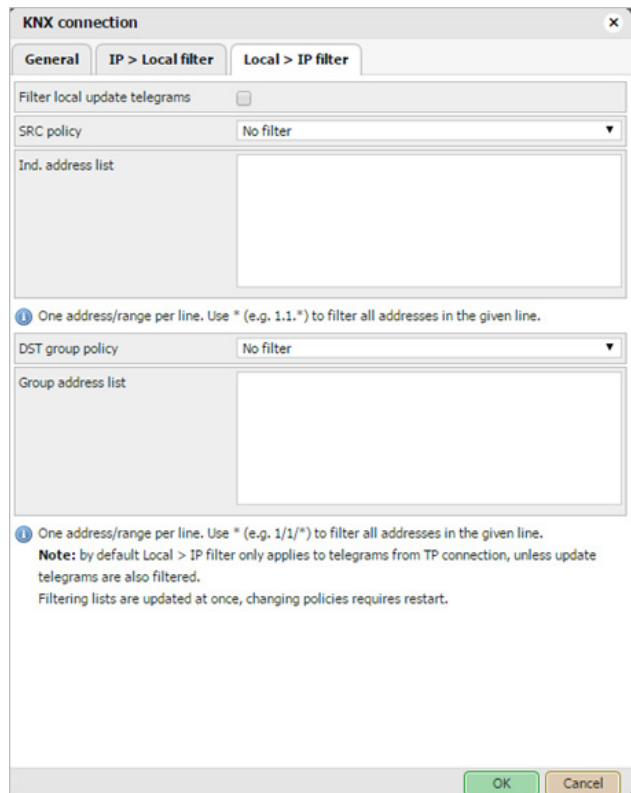 KNX connection
General IP > Local filter Local > IP filter
Filter local update telegrams
SRC policy No filter
Ind. address list
One address/range per line. Use * (e.g. 1.1.*) to filter all addresses in the given line.
DST group policy No filter
Group address list
One address/range per line. Use * (e.g. 1/1/*) to filter all addresses in the given line.
Note: by default Local > IP filter only applies to telegrams from TP connection, unless update
telegrams are also filtered.
Filtering lists are updated at once, changing policies requires restart.
OK Cancel